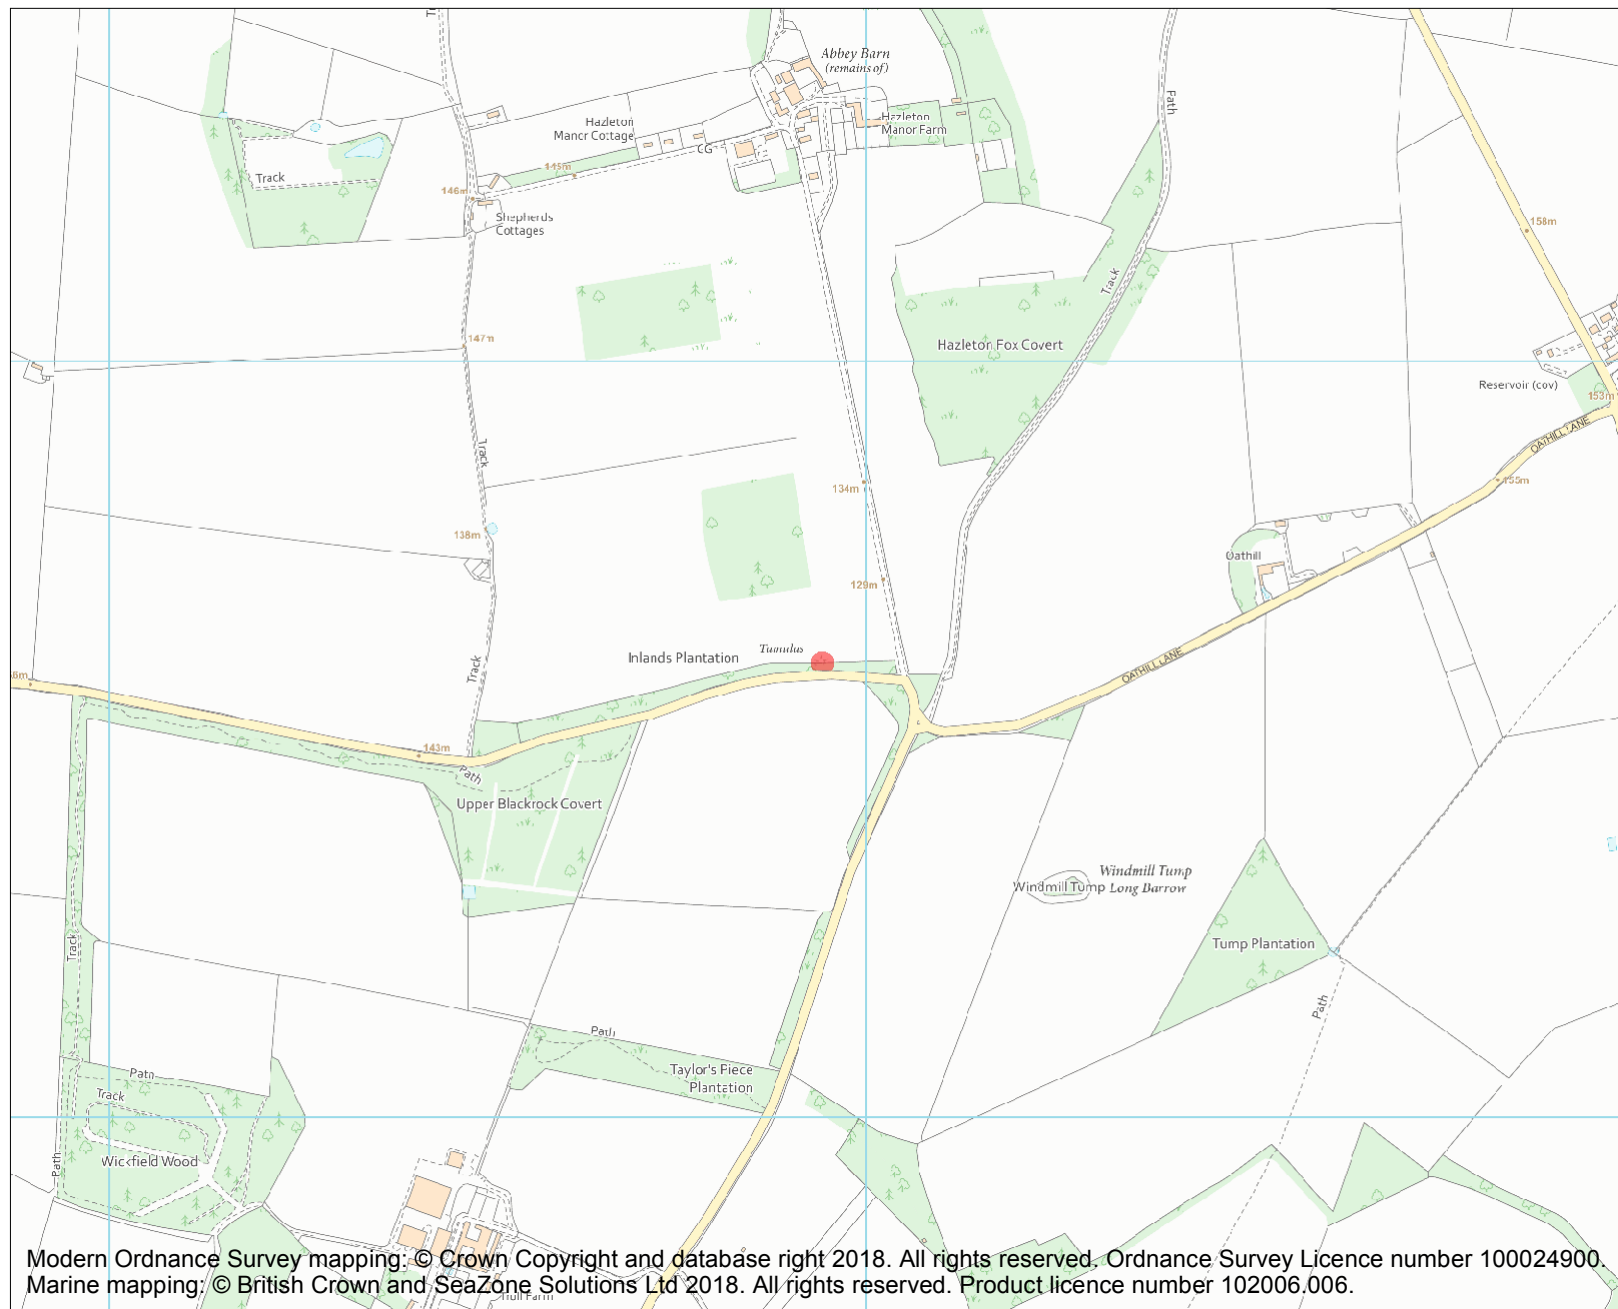 Abbey Barn
(remains of)
Path
Hazleton
Manor Cottage
Hazleton
Manor Farm
CG
145m
Track
146m
Shepherds
Cottages
158m
Track
147m
Hazleton Fox Covert
Reservoir (cov)
153m
OATHILL LANE
Track
155m
134m
138m
Oathill
129m
Tumulus
Inlands Plantation
OATHILL LANE
Track
143m
Path
Upper Blackrock Covert
Windmill Tump
Long Barrow
Windmill Tump
Tump Plantation
Track
Path
Path
Taylor's Piece
Plantation
Path
Track
Wickfield Wood
Path
Modern Ordnance Survey mapping: © Crown Copyright and database right 2018. All rights reserved. Ordnance Survey Licence number 100024900.
Marine mapping: © British Crown and SeaZone Solutions Ltd 2018. All rights reserved. Product licence number 102006.006.